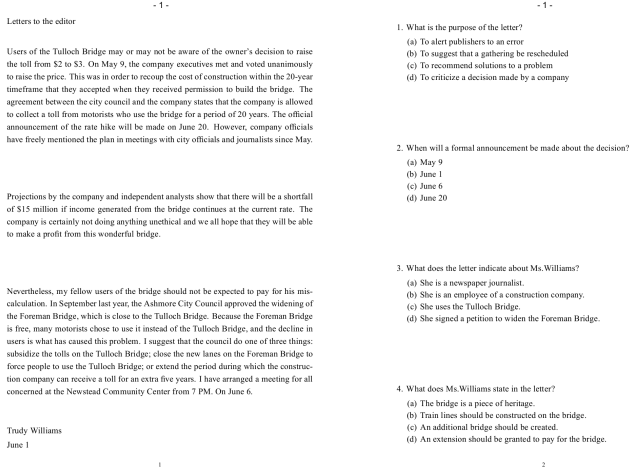 - 1 -
Letters to the editor
Users of the Tulloch Bridge may or may not be aware of the owner's decision to raise
the toll from $2 to $3. On May 9, the company executives met and voted unanimously
to raise the price. This was in order to recoup the cost of construction within the 20-year
timeframe that they accepted when they received permission to build the bridge. The
agreement between the city council and the company states that the company is allowed
to collect a toll from motorists who use the bridge for a period of 20 years. The official
announcement of the rate hike will be made on June 20. However, company officials
have freely mentioned the plan in meetings with city officials and journalists since May.
Projections by the company and independent analysts show that there will be a shortfall
of $15 million if income generated from the bridge continues at the current rate. The
company is certainly not doing anything unethical and we all hope that they will be able
to make a profit from this wonderful bridge.
Nevertheless, my fellow users of the bridge should not be expected to pay for his mis-
calculation. In September last year, the Ashmore City Council approved the widening of
the Foreman Bridge, which is close to the Tulloch Bridge. Because the Foreman Bridge
is free, many motorists chose to use it instead of the Tulloch Bridge, and the decline in
users is what has caused this problem. I suggest that the council do one of three things:
subsidize the tolls on the Tulloch Bridge; close the new lanes on the Foreman Bridge to
force people to use the Tulloch Bridge; or extend the period during which the construc-
tion company can receive a toll for an extra five years. I have arranged a meeting for all
concerned at the Newstead Community Center from 7 PM. On June 6.
Trudy Williams
June 1
1
- 1 -
1. What is the purpose of the letter?
(a) To alert publishers to an error
(b) To suggest that a gathering be rescheduled
(c) To recommend solutions to a problem
(d) To criticize a decision made by a company
2. When will a formal announcement be made about the decision?
(a) May 9
(b) June 1
(c) June 6
(d) June 20
3. What does the letter indicate about Ms.Williams?
(a) She is a newspaper journalist.
(b) She is an employee of a construction company.
(c) She uses the Tulloch Bridge.
(d) She signed a petition to widen the Foreman Bridge.
4. What does Ms.Williams state in the letter?
(a) The bridge is a piece of heritage.
(b) Train lines should be constructed on the bridge.
(c) An additional bridge should be created.
(d) An extension should be granted to pay for the bridge.
2